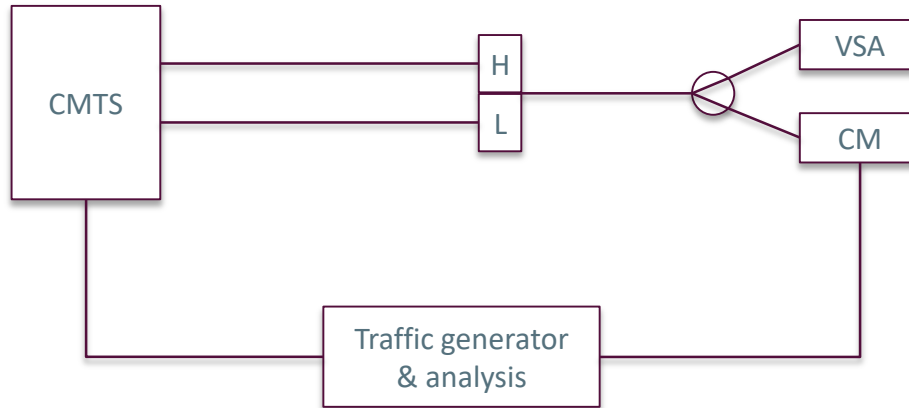 CMTS
H
L
VSA
CM
Traffic generator
& analysis